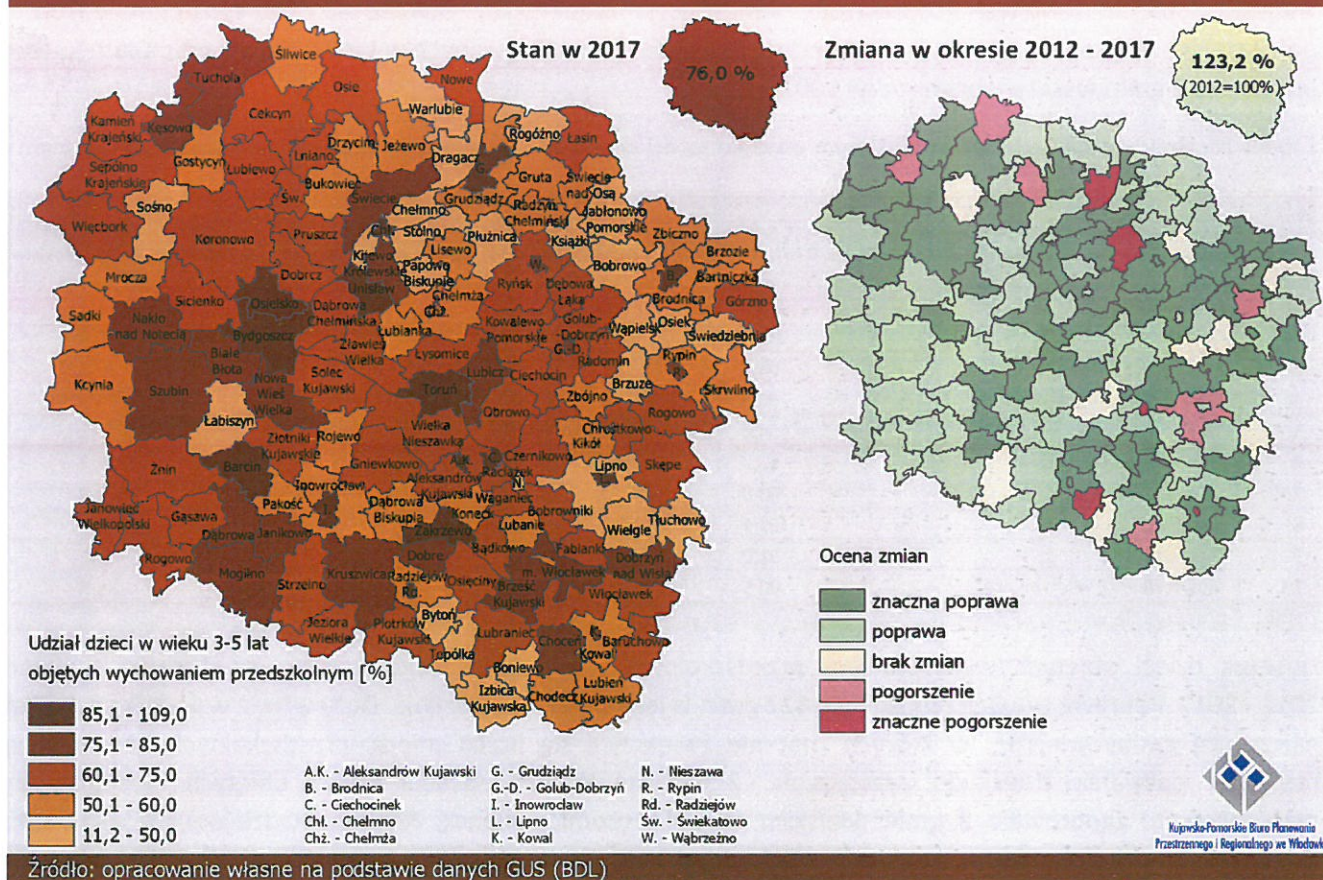 Stan w 2017
76,0 %
Zmiana w okresie 2012 - 2017
123,2 %
(2012=100%)
Śliwice
Tuchola
Osie
Nowe
Cekcyn
Warlubie
Kamień
Krajeński
Kęsowo
Rogóźno
Łasin
Drzycim
Jeżewo
Dragacz
G.
Gostycyn
Lniano
Gruta
Sępólno
Krajeńskie
Lubiewo
Bukowiec
Świecie
nad
Osą
Św.
Świecie
Grudziądz
Radzyń
Chełmiński
Sośno
Chełmno
Jabłonowo
Pomorskie
Więcbork
Koronowo
Pruszcz
Chł.
Stolno
Płużnica
Książki
Zbiczno
Lisewo
Brzozie
Kijewo
Królewskie
Papowo
Biskupie
Bobrowo
Bartniczka
Mrocza
Dobrcz
Unisław
W.
B.
Sicienko
Osielsko
Dąbrowa
Chełmińska
Chełmża
Chż.
Ryńsk
Dębowa
Łąka
Brodnica
Górzno
Sadki
Nakło
nad Notecią
Bydgoszcz
Łubianka
Kowalewo
Pomorskie
Golub-
Dobrzyń
G.-D.
Wąpielsk
Osiek
Świedziebnia
Zławieś
Wielka
Łysomice
Radomin
Rypin
R.
Białe
Błota
Kcynia
Szubin
Nowa
Wieś
Wielka
Solec
Kujawski
Lubicz
Ciechocin
Brzuze
Skrwilno
Toruń
Zbójno
Łabiszyn
Obrowo
Rogowo
Wielka
Nieszawka
Chrostkowo
Złotniki
Kujawskie
Rojewo
Kikół
Gniewkowo
Czernikowo
Żnin
Barcin
A.K.
C.
Raciążek
Lipno
L.
Skępe
Inowrocław
Aleksandrów
Kujawski
N.
Pakość
I.
Dąbrowa
Biskupia
Waganiec
Janowiec
Wielkopolski
Gąsawa
Koneck
Bobrowniki
Tłuchowo
Lubanie
Wielgie
Dąbrowa
Janikowo
Zakrzewo
Bądkowo
Fabianki
Rogowo
Dobre
Dobrzyń
nad Wisłą
Mogilno
Strzelno
Kruszwica
Radziejów
Rd.
Osięciny
m. Włocławek
Brześć
Kujawski
Włocławek
Bytoń
Jeziora
Wielkie
Piotrków
Kujawski
Lubraniec
Choceń
K.
Kowal
Baruchowo
Topólka
Boniewo
Izbica
Kujawska
Chodecz
Lubień
Kujawski
Udział dzieci w wieku 3-5 lat
objętych wychowaniem przedszkolnym [%]
85,1 - 109,0
75,1 - 85,0
60,1 - 75,0
50,1 - 60,0
11,2 - 50,0
A.K. - Aleksandrów Kujawski
B. - Brodnica
C. - Ciechocinek
Chł. - Chełmno
Chż. - Chełmża
G. - Grudziądz
G.-D. - Golub-Dobrzyń
I. - Inowrocław
L. - Lipno
K. - Kowal
N. - Nieszawa
R. - Rypin
Rd. - Radziejów
Św. - Świekatowo
W. - Wąbrzeźno
Ocena zmian
znaczna poprawa
poprawa
brak zmian
pogorszenie
znaczne pogorszenie
Kujawsko-Pomorskie Biuro Planowania
Przestrzennego i Regionalnego we Włocławku
Źródło: opracowanie własne na podstawie danych GUS (BDL)